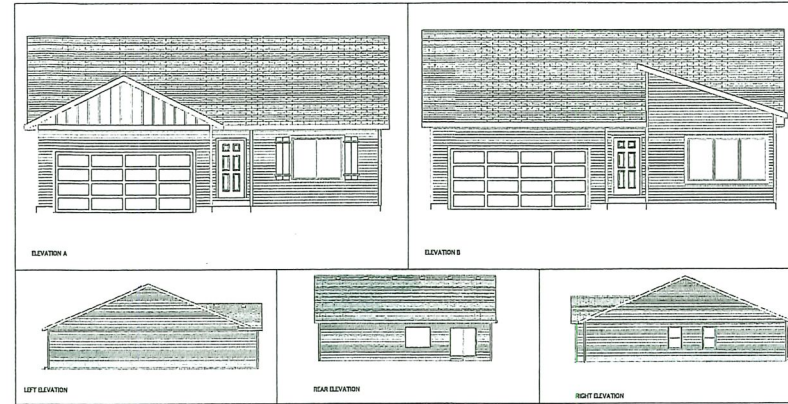 ELEVATION A
ELEVATION B
LEFT ELEVATION
REAR ELEVATION
RIGHT ELEVATION